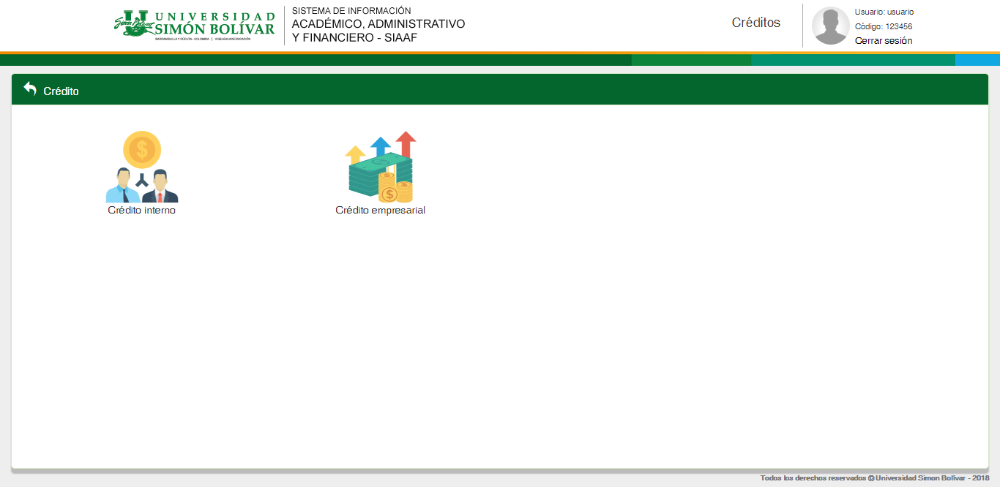 UNIVERSIDAD
SIMÓN BOLÍVAR
BARRANQUILLA Y CÚCUTA - COLOMBIA | VIGILADA MINEDUCACIÓN
SISTEMA DE INFORMACIÓN
ACADÉMICO, ADMINISTRATIVO
Y FINANCIERO - SIAAF
Créditos
Usuario: usuario
Código: 123456
Cerrar sesión
Crédito
Crédito interno
Crédito empresarial
Todos los derechos reservados © Universidad Simon Bolívar - 2018